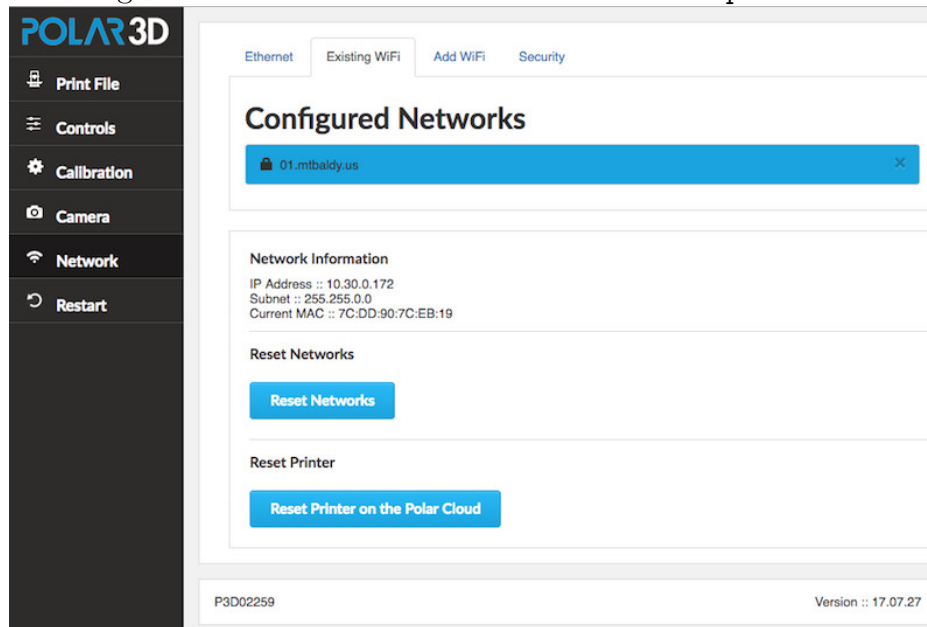 POLAR 3D
Print File
Controls
Calibration
Camera
Network
Restart
Ethernet
Existing WiFi
Add WiFi
Security
Configured Networks
01.mtbaldy.us
Network Information
IP Address :: 10.30.0.172
Subnet :: 255.255.0.0
Current MAC :: 7C:DD:90:7C:EB:19
Reset Networks
Reset Networks
Reset Printer
Reset Printer on the Polar Cloud
P3D02259
Version :: 17.07.27